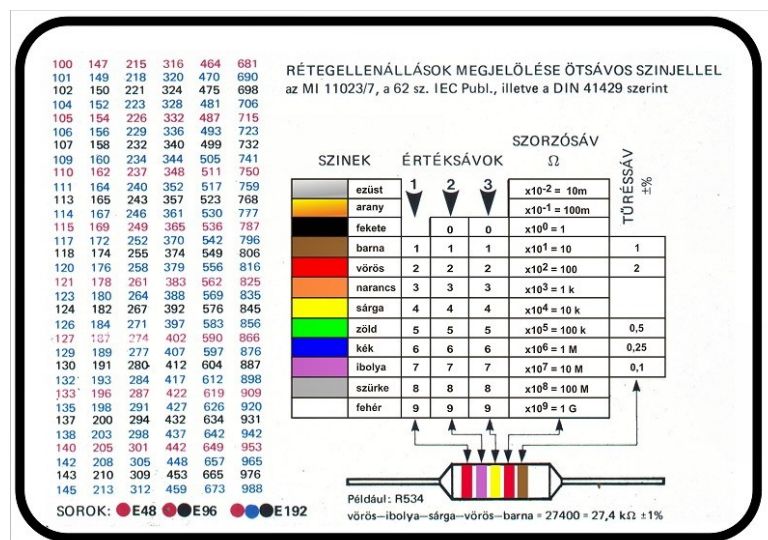 100 147 215 316 464 681
101 149 218 320 470 690
102 150 221 324 475 698
104 152 223 328 481 706
105 154 226 332 487 715
106 156 229 336 493 723
107 158 232 340 499 732
109 160 234 344 505 741
110 162 237 348 511 750
111 164 240 352 517 759
113 165 243 357 523 768
114 167 246 361 530 777
115 169 249 365 536 787
117 172 252 370 542 796
118 174 255 374 549 806
120 176 258 379 556 816
121 178 261 383 562 825
123 180 264 388 569 835
124 182 267 392 576 845
126 184 271 397 583 856
127 187 274 402 590 866
129 189 277 407 597 876
130 191 280 412 604 887
132 193 284 417 612 898
133 196 287 422 619 909
135 198 291 427 626 920
137 200 294 432 634 931
138 203 298 437 642 942
140 205 301 442 649 953
142 208 305 448 657 965
143 210 309 453 665 976
145 213 312 459 673 988
SOROK: E48 E96 E192
RÉTEGELLENÁLLÁSOK MEGJELÖLÉSE ÖTSÁVOS SZINJELLEL
az MI 11023/7, a 62 sz. IEC Publ., illetve a DIN 41429 szerint
SZINEK ÉRTÉKSÁVOK SZORZÓSÁV Ω TŰRÉSSÁV ±%
1 2 3
ezüst x10⁻² = 10m
arany x10⁻¹ = 100m
fekete 0 0 x10⁰ = 1
barna 1 1 1 x10¹ = 10 1
vörös 2 2 2 x10² = 100 2
narancs 3 3 3 x10³ = 1 k
sárga 4 4 4 x10⁴ = 10 k
zöld 5 5 5 x10⁵ = 100 k 0,5
kék 6 6 6 x10⁶ = 1 M 0,25
ibolya 7 7 7 x10⁷ = 10 M 0,1
szürke 8 8 8 x10⁸ = 100 M
fehér 9 9 9 x10⁹ = 1 G
Például: R534
vörös–ibolya–sárga–vörös–barna = 27400 = 27,4 kΩ ±1%